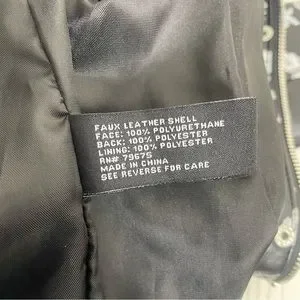 FAUX LEATHER SHELL
FACE: 100% POLYURETHANE
BACK: 100% POLYESTER
LINING: 100% POLYESTER
RN# 79675
MADE IN CHINA
SEE REVERSE FOR CARE